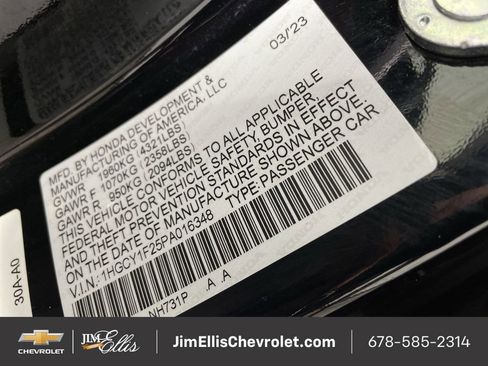 03/23
MFD. BY HONDA DEVELOPMENT &
MANUFACTURING OF AMERICA, LLC
GVWR 1960KG 4321LBS)
GAWR F 1070KG (2358LBS)
GAWR R 950KG (2094LBS)
THIS VEHICLE CONFORMS TO ALL APPLICABLE
FEDERAL MOTOR VEHICLE SAFETY BUMPER,
AND THEFT PREVENTION STANDARDS IN EFFECT
ON THE DATE OF MANUFACTURE SHOWN ABOVE.
V.I.N.: 1HGCY1F25PA016348 TYPE: PASSENGER CAR
NH731P A A
30A-A0
CHEVROLET
JIM Ellis
CHEVROLET
JimEllisChevrolet.com
678-585-2314